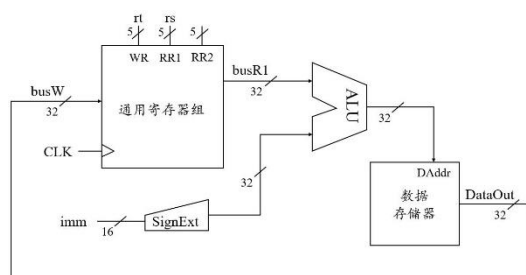 rt rs
5 5 5
WR RR1 RR2
busW
32
通用寄存器组
busR1
32
ALU
32
CLK
32
DAddr
数据
存储器
DataOut
32
imm
16
SignExt